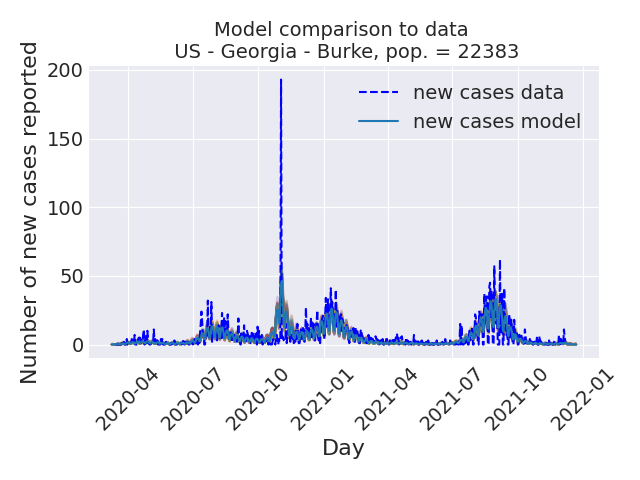 Model comparison to data
US - Georgia - Burke, pop. = 22383
Number of new cases reported
200
150
100
50
0
new cases data
new cases model
2020-04
2020-07
2020-10
2021-01
2021-04
2021-07
2021-10
2022-01
Day